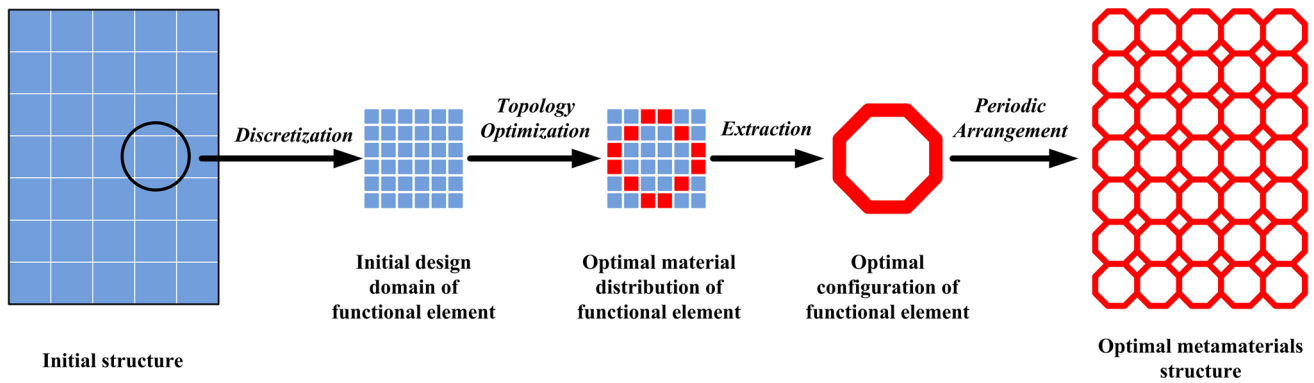 Discretization
Topology
Optimization
Extraction
Periodic
Arrangement
Initial structure
Initial design
domain of
functional element
Optimal material
distribution of
functional element
Optimal
configuration of
functional element
Optimal metamaterials
structure